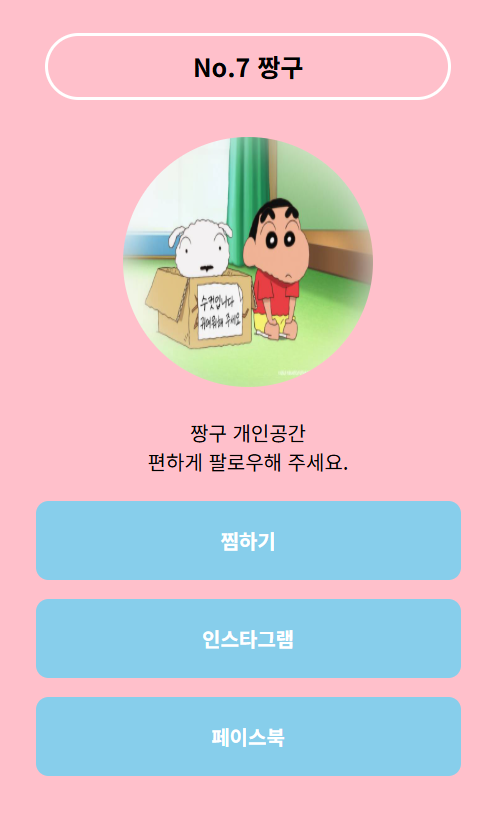 No.7 짱구
수컷입니다
귀여워해 주세요
짱구 개인공간
편하게 팔로우해 주세요.
찜하기
인스타그램
페이스북